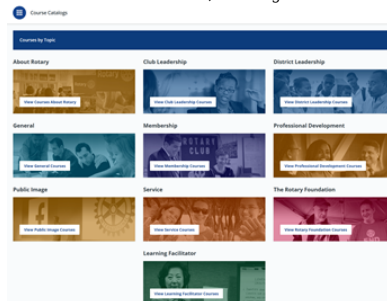 Course Catalogs
Courses by Topic
About Rotary
Club Leadership
District Leadership
View Courses About Rotary
View Club Leadership Courses
View District Leadership Courses
General
Membership
Professional Development
ROTARY
CLUB
View General Courses
View Membership Courses
View Professional Development Courses
Public Image
Service
The Rotary Foundation
View Public Image Courses
View Service Courses
View Rotary Foundation Courses
Learning Facilitator
View Learning Facilitator Courses